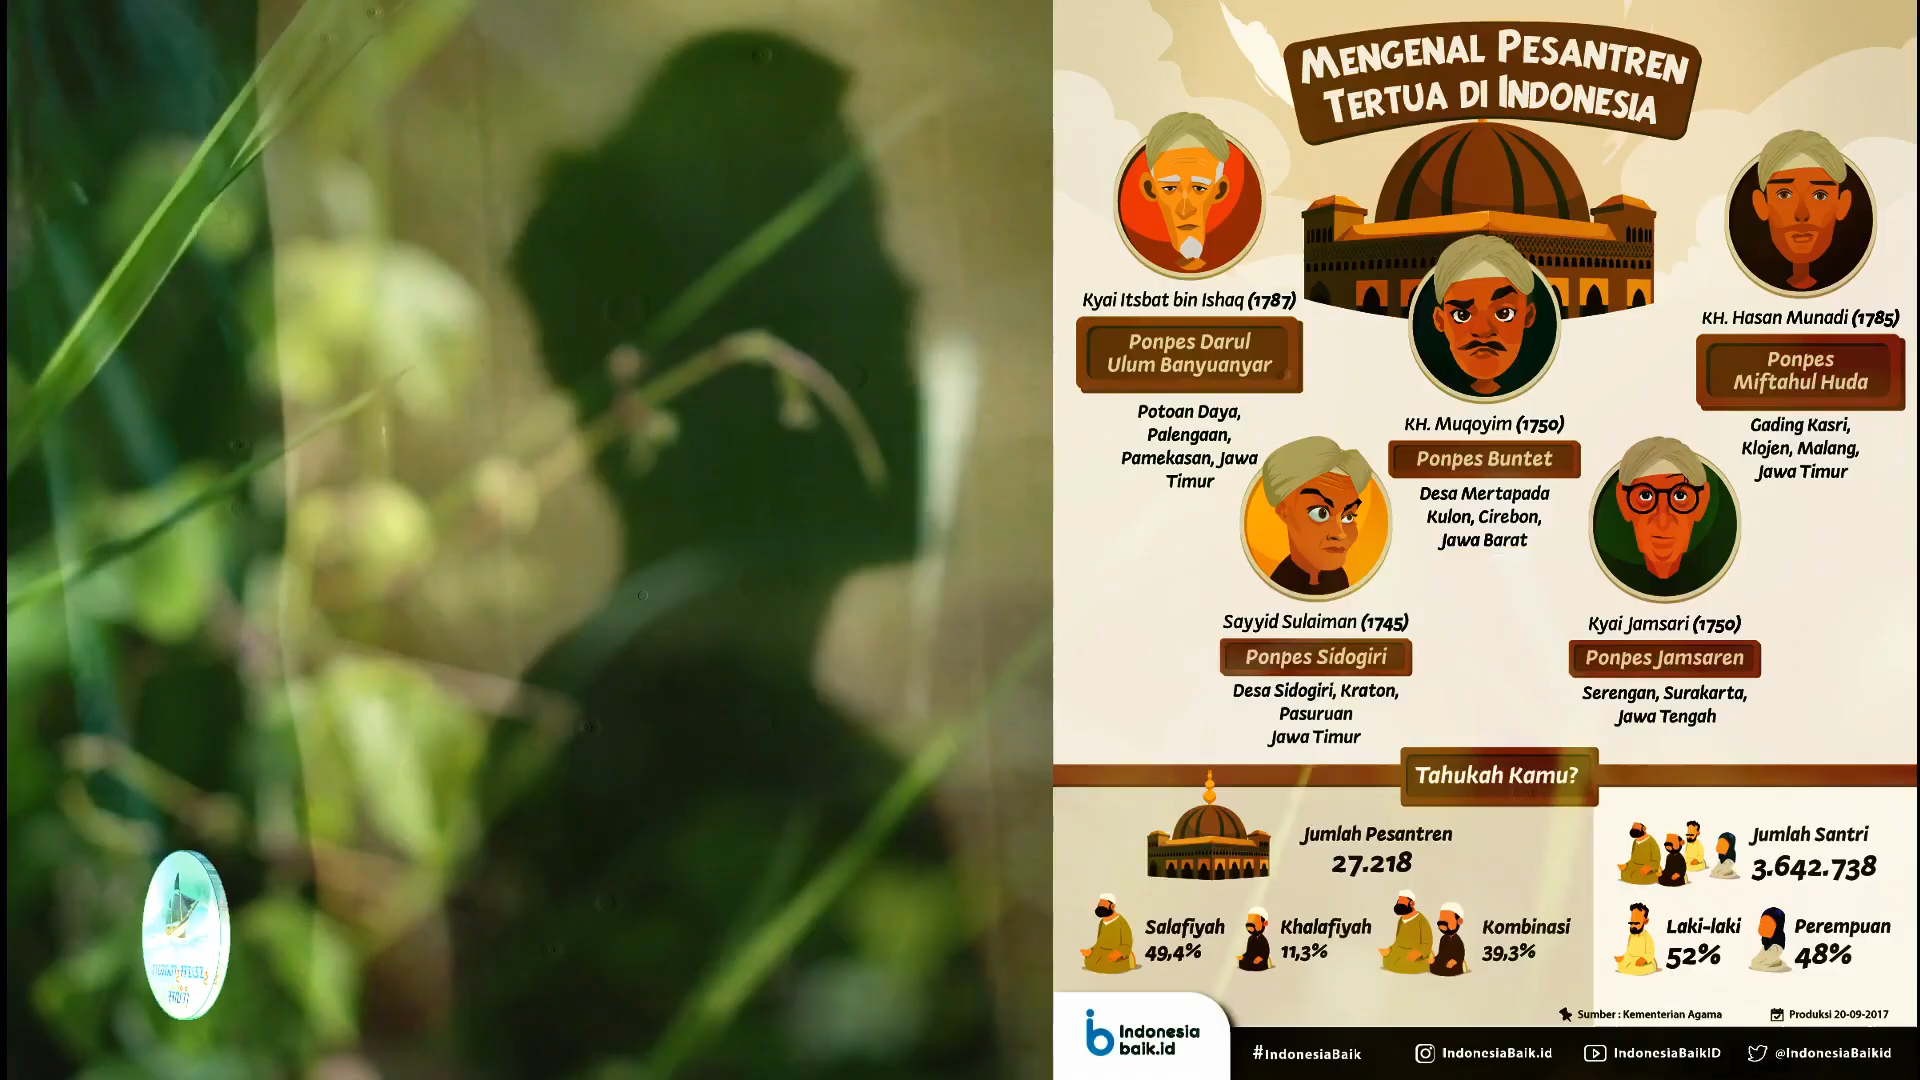 MENGENAL PESANTREN
TERTUA DI INDONESIA
Kyai Itsbat bin Ishaq (1787)
Ponpes Darul
Ulum Banyuanyar
Potoan Daya,
Palengaan,
Pamekasan, Jawa
Timur
KH. Muqoyim (1750)
Ponpes Buntet
Desa Mertapada
Kulon, Cirebon,
Jawa Barat
KH. Hasan Munadi (1785)
Ponpes
Miftahul Huda
Gading Kasri,
Klojen, Malang,
Jawa Timur
Sayyid Sulaiman (1745)
Ponpes Sidogiri
Desa Sidogiri, Kraton,
Pasuruan
Jawa Timur
Kyai Jamsari (1750)
Ponpes Jamsaren
Serengan, Surakarta,
Jawa Tengah
Tahukah Kamu?
Jumlah Pesantren
27.218
Salafiyah
49,4%
Khalafiyah
11,3%
Kombinasi
39,3%
Jumlah Santri
3.642.738
Laki-laki
52%
Perempuan
48%
Sumber : Kementerian Agama
Produksi 20-09-2017
Indonesia
baik.id
#IndonesiaBaik
IndonesiaBaik.id
IndonesiaBaikID
@IndonesiaBaikid